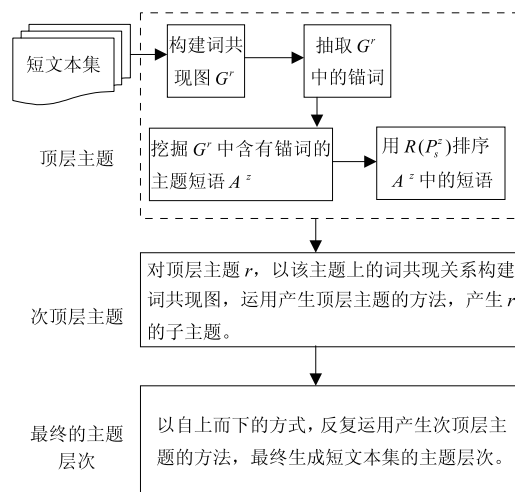 短文本集
构建词共
现图 G^r
抽取 G^r
中的锚词
顶层主题
挖掘 G^r 中含有锚词的
主题短语 A^z
用 R(P_s^z)排序
A^z 中的短语
次顶层主题
对顶层主题 r，以该主题上的词共现关系构建
词共现图，运用产生顶层主题的方法，产生 r
的子主题。
最终的主题
层次
以自上而下的方式，反复运用产生次顶层主
题的方法，最终生成短文本集的主题层次。